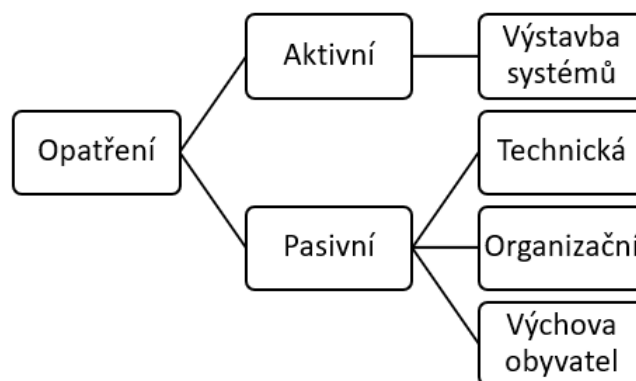 Opatření
Aktivní
Výstavba
systémů
Pasivní
Technická
Organizační
Výchova
obyvatel